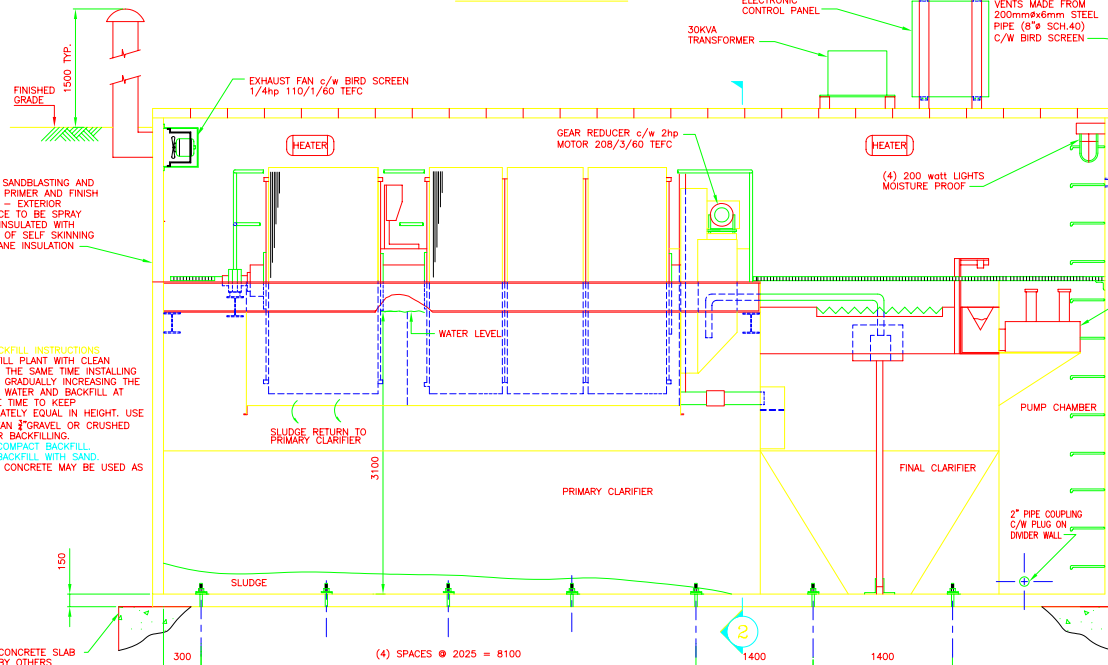 ELECTRONIC
CONTROL PANEL
VENTS MADE FROM
200mmøx6mm STEEL
PIPE (8"ø SCH.40)
C/W BIRD SCREEN
30KVA
TRANSFORMER
1500 TYP.
FINISHED
GRADE
EXHAUST FAN c/w BIRD SCREEN
1/4hp 110/1/60 TEFC
HEATER
GEAR REDUCER c/w 2hp
MOTOR 208/3/60 TEFC
HEATER
(4) 200 watt LIGHTS
MOISTURE PROOF
SANDBLASTING AND
PRIMER AND FINISH
– EXTERIOR
CE TO BE SPRAY
INSULATED WITH
OF SELF SKINNING
ANE INSULATION
WATER LEVEL
CKFILL INSTRUCTIONS
ILL PLANT WITH CLEAN
THE SAME TIME INSTALLING
GRADUALLY INCREASING THE
WATER AND BACKFILL AT
E TIME TO KEEP
ATELY EQUAL IN HEIGHT. USE
AN ¾"GRAVEL OR CRUSHED
R BACKFILLING.
COMPACT BACKFILL.
BACKFILL WITH SAND.
CONCRETE MAY BE USED AS
SLUDGE RETURN TO
PRIMARY CLARIFIER
PUMP CHAMBER
3100
FINAL CLARIFIER
PRIMARY CLARIFIER
2" PIPE COUPLING
C/W PLUG ON
DIVIDER WALL
150
SLUDGE
2
CONCRETE SLAB
BY OTHERS
300
(4) SPACES @ 2025 = 8100
1400
1400